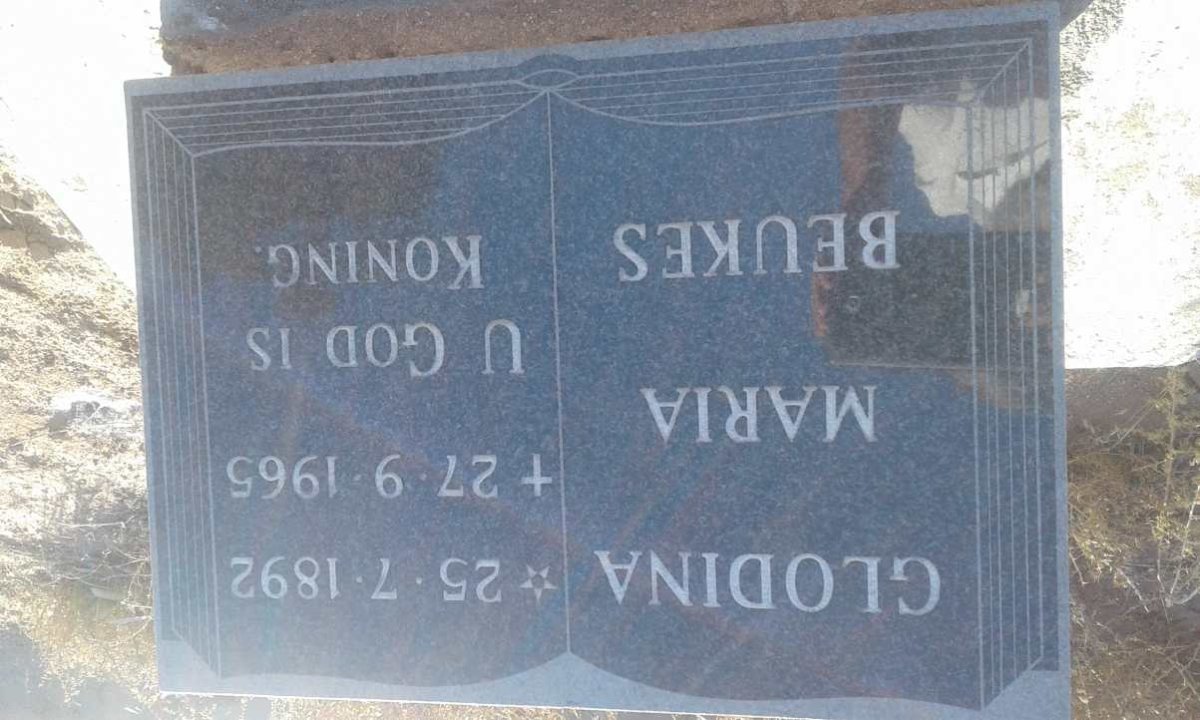 GLODINA
MARIA
BEUKES
☆ 25·7·1892
✝ 27·9·1965
U GOD IS
KONING.